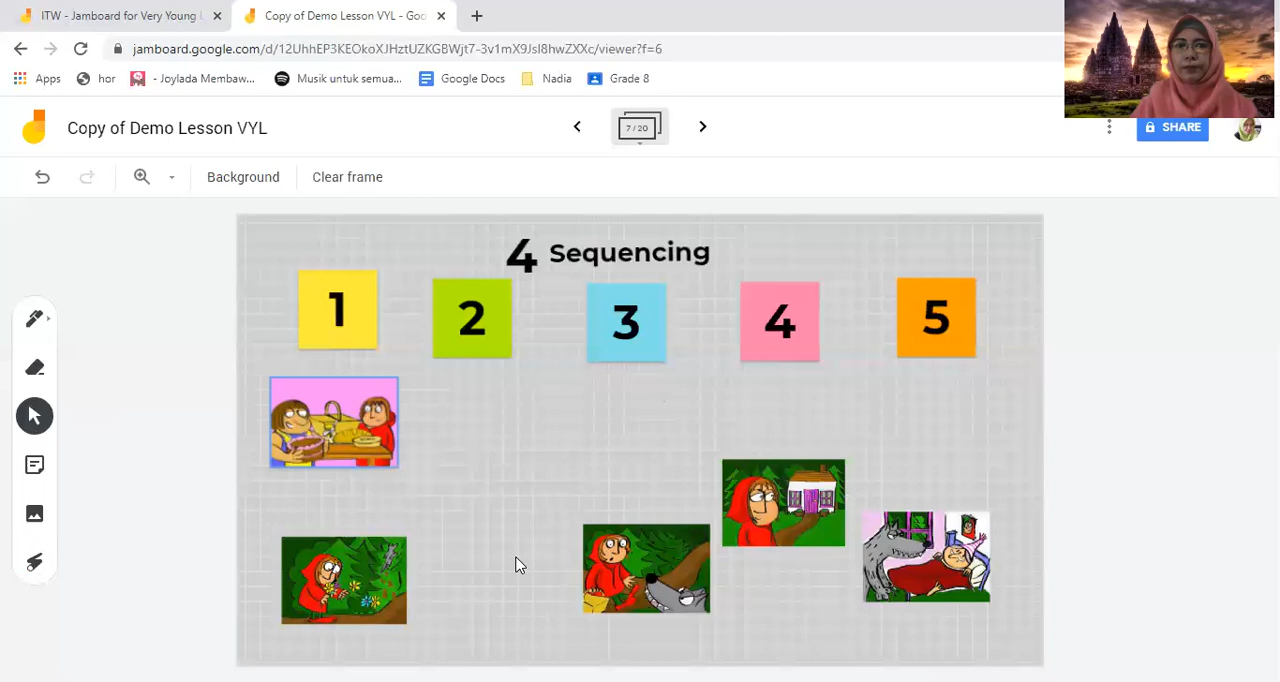 ITW - Jamboard for Very Young
Copy of Demo Lesson VYL - Goo
jamboard.google.com/d/12UhhEP3KEOkoXJHztUZKGBWjt7-3v1mX9JsI8hwZXXc/viewer?f=6
Apps
hor
- Joylada Membaw...
Musik untuk semua...
Google Docs
Nadia
Grade 8
Copy of Demo Lesson VYL
7 / 20
SHARE
Background
Clear frame
4 Sequencing
1
2
3
4
5